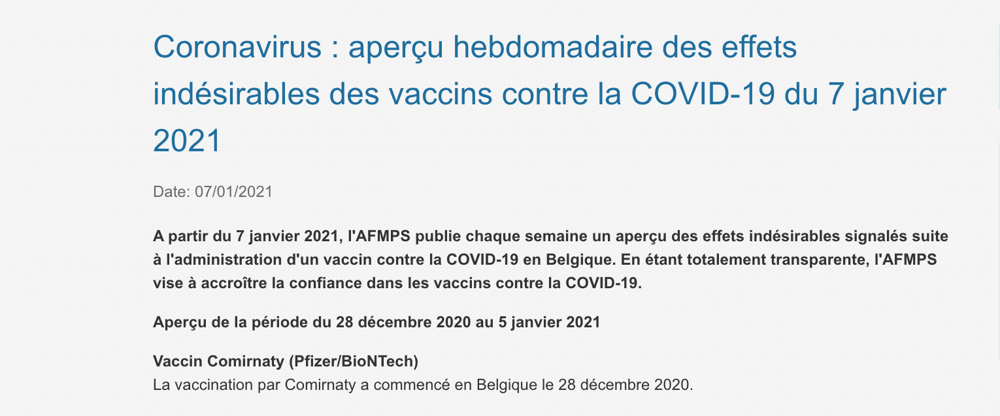 Coronavirus : aperçu hebdomadaire des effets
indésirables des vaccins contre la COVID-19 du 7 janvier
2021
Date: 07/01/2021
A partir du 7 janvier 2021, l'AFMPS publie chaque semaine un aperçu des effets indésirables signalés suite
à l'administration d'un vaccin contre la COVID-19 en Belgique. En étant totalement transparente, l'AFMPS
vise à accroître la confiance dans les vaccins contre la COVID-19.
Aperçu de la période du 28 décembre 2020 au 5 janvier 2021
Vaccin Comirnaty (Pfizer/BioNTech)
La vaccination par Comirnaty a commencé en Belgique le 28 décembre 2020.